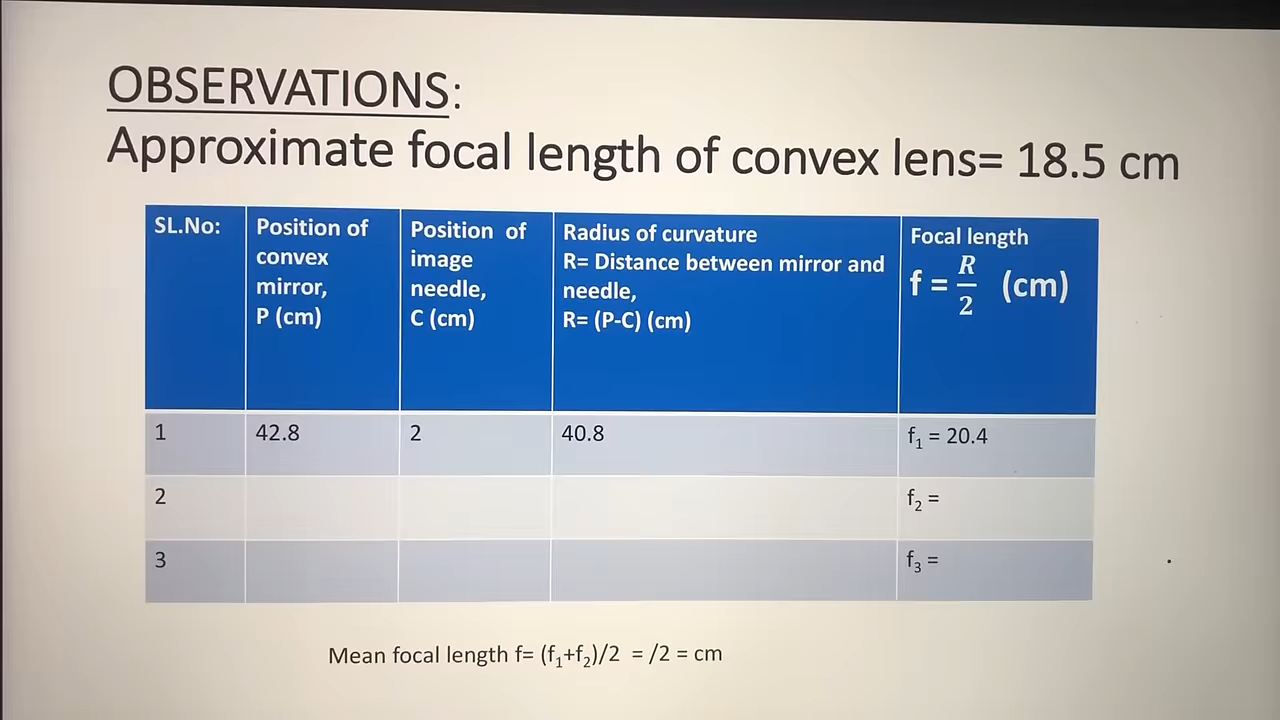 OBSERVATIONS:
Approximate focal length of convex lens= 18.5 cm
SL.No:
Position of
convex
mirror,
P (cm)
Position of
image
needle,
C (cm)
Radius of curvature
R= Distance between mirror and
needle,
R= (P-C) (cm)
Focal length
f = R/2 (cm)
1 42.8 2 40.8 f₁ = 20.4
2 f₂ =
3 f₃ =
Mean focal length f= (f₁+f₂)/2 = /2 = cm